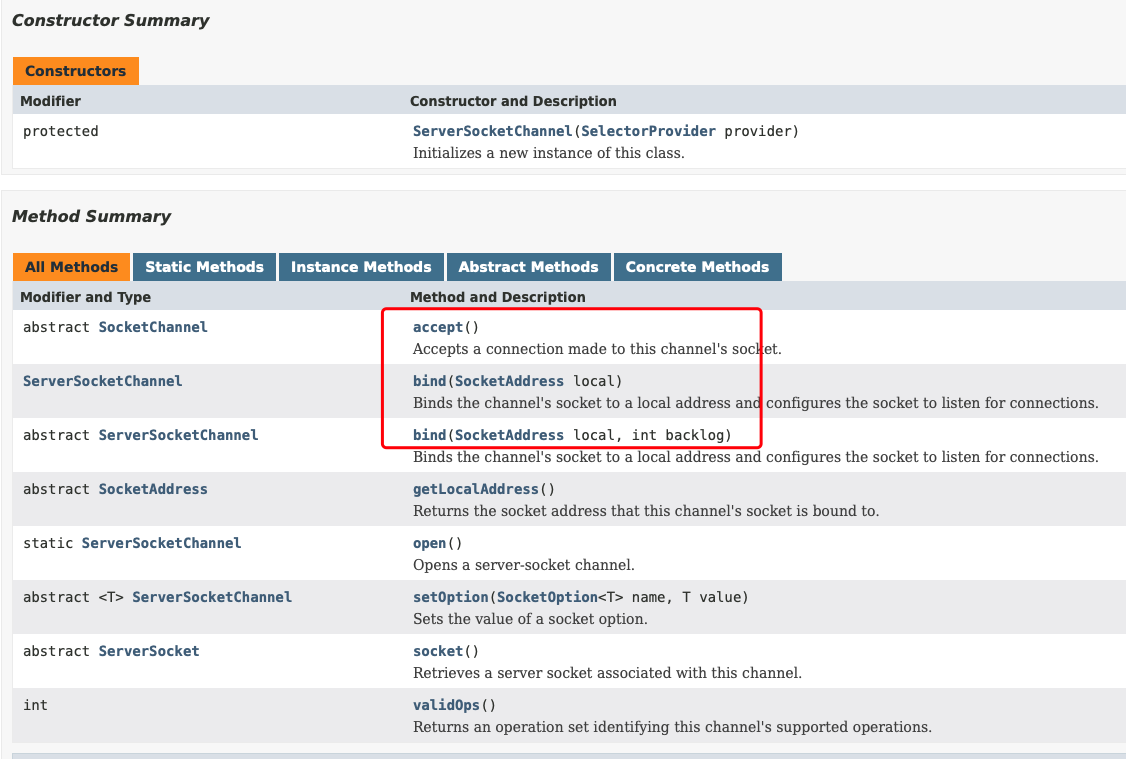 Constructor Summary
Constructors
Modifier Constructor and Description
protected ServerSocketChannel(SelectorProvider provider)
Initializes a new instance of this class.
Method Summary
All Methods Static Methods Instance Methods Abstract Methods Concrete Methods
Modifier and Type Method and Description
abstract SocketChannel accept()
Accepts a connection made to this channel's socket.
ServerSocketChannel bind(SocketAddress local)
Binds the channel's socket to a local address and configures the socket to listen for connections.
abstract ServerSocketChannel bind(SocketAddress local, int backlog)
Binds the channel's socket to a local address and configures the socket to listen for connections.
abstract SocketAddress getLocalAddress()
Returns the socket address that this channel's socket is bound to.
static ServerSocketChannel open()
Opens a server-socket channel.
abstract <T> ServerSocketChannel setOption(SocketOption<T> name, T value)
Sets the value of a socket option.
abstract ServerSocket socket()
Retrieves a server socket associated with this channel.
int validOps()
Returns an operation set identifying this channel's supported operations.